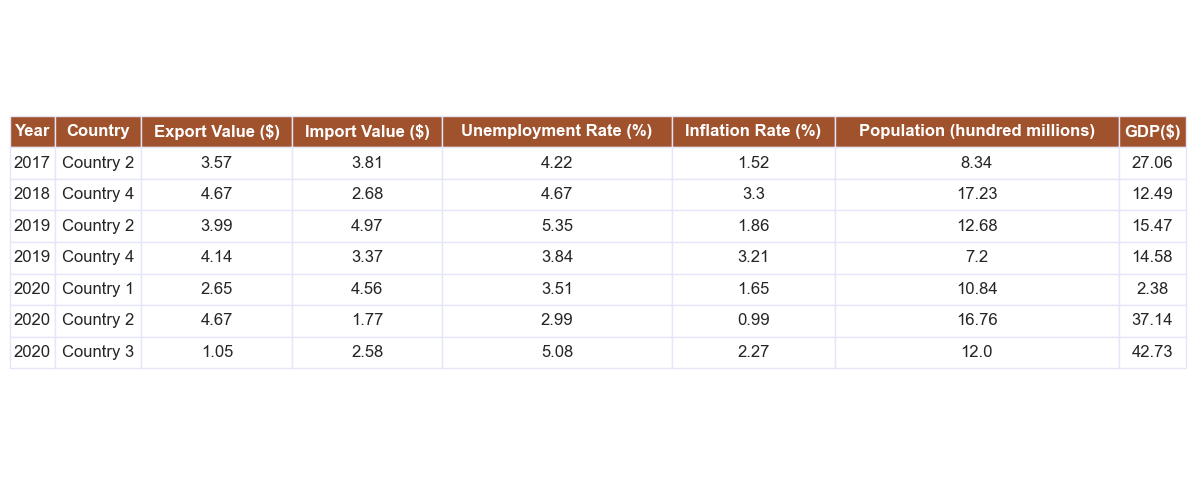 Year Country Export Value ($) Import Value ($) Unemployment Rate (%) Inflation Rate (%) Population (hundred millions) GDP($)
2017 Country 2 3.57 3.81 4.22 1.52 8.34 27.06
2018 Country 4 4.67 2.68 4.67 3.3 17.23 12.49
2019 Country 2 3.99 4.97 5.35 1.86 12.68 15.47
2019 Country 4 4.14 3.37 3.84 3.21 7.2 14.58
2020 Country 1 2.65 4.56 3.51 1.65 10.84 2.38
2020 Country 2 4.67 1.77 2.99 0.99 16.76 37.14
2020 Country 3 1.05 2.58 5.08 2.27 12.0 42.73